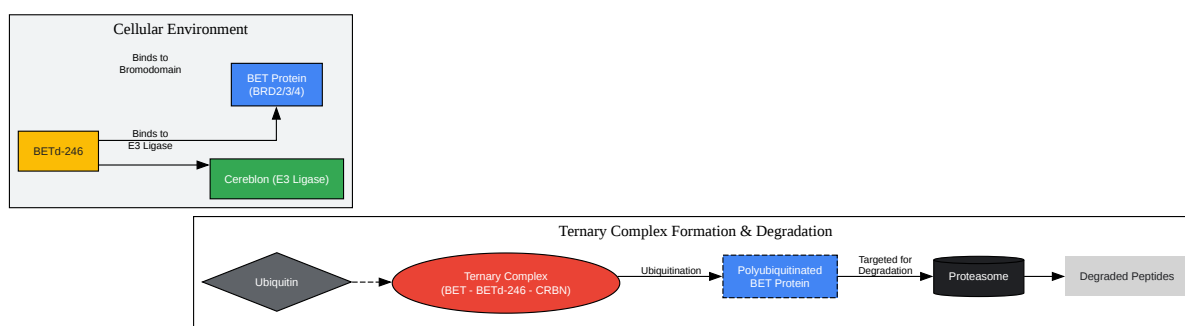 Cellular Environment
Binds to
Bromodomain
BET Protein
(BRD2/3/4)
BETd-246
Binds to
E3 Ligase
Cereblon (E3 Ligase)
Ternary Complex Formation & Degradation
Ubiquitin
Ternary Complex
(BET - BETd-246 - CRBN)
Ubiquitination
Polyubiquitinated
BET Protein
Targeted for
Degradation
Proteasome
Degraded Peptides